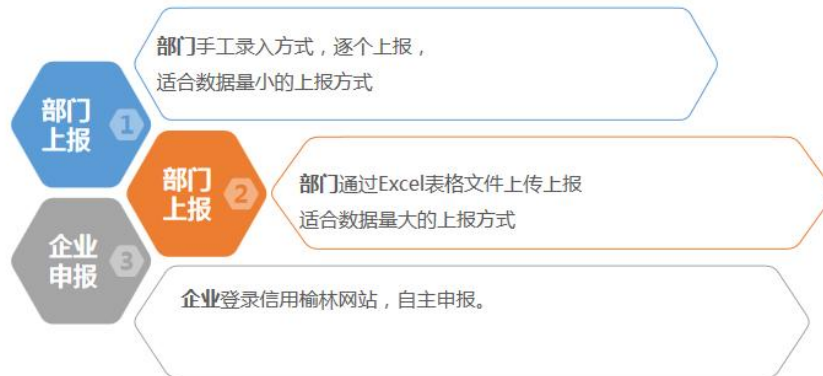 部门手工录入方式，逐个上报，
适合数据量小的上报方式
部门
上报
1
部门
上报
2
部门通过Excel表格文件上传上报
适合数据量大的上报方式
企业
申报
3
企业登录信用榆林网站，自主申报。